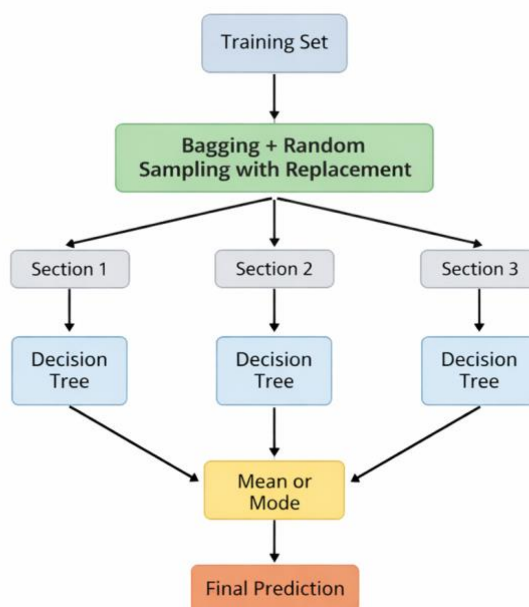 Training Set
Bagging + Random
Sampling with Replacement
Section 1
Section 2
Section 3
Decision
Tree
Decision
Tree
Decision
Tree
Mean or
Mode
Final Prediction